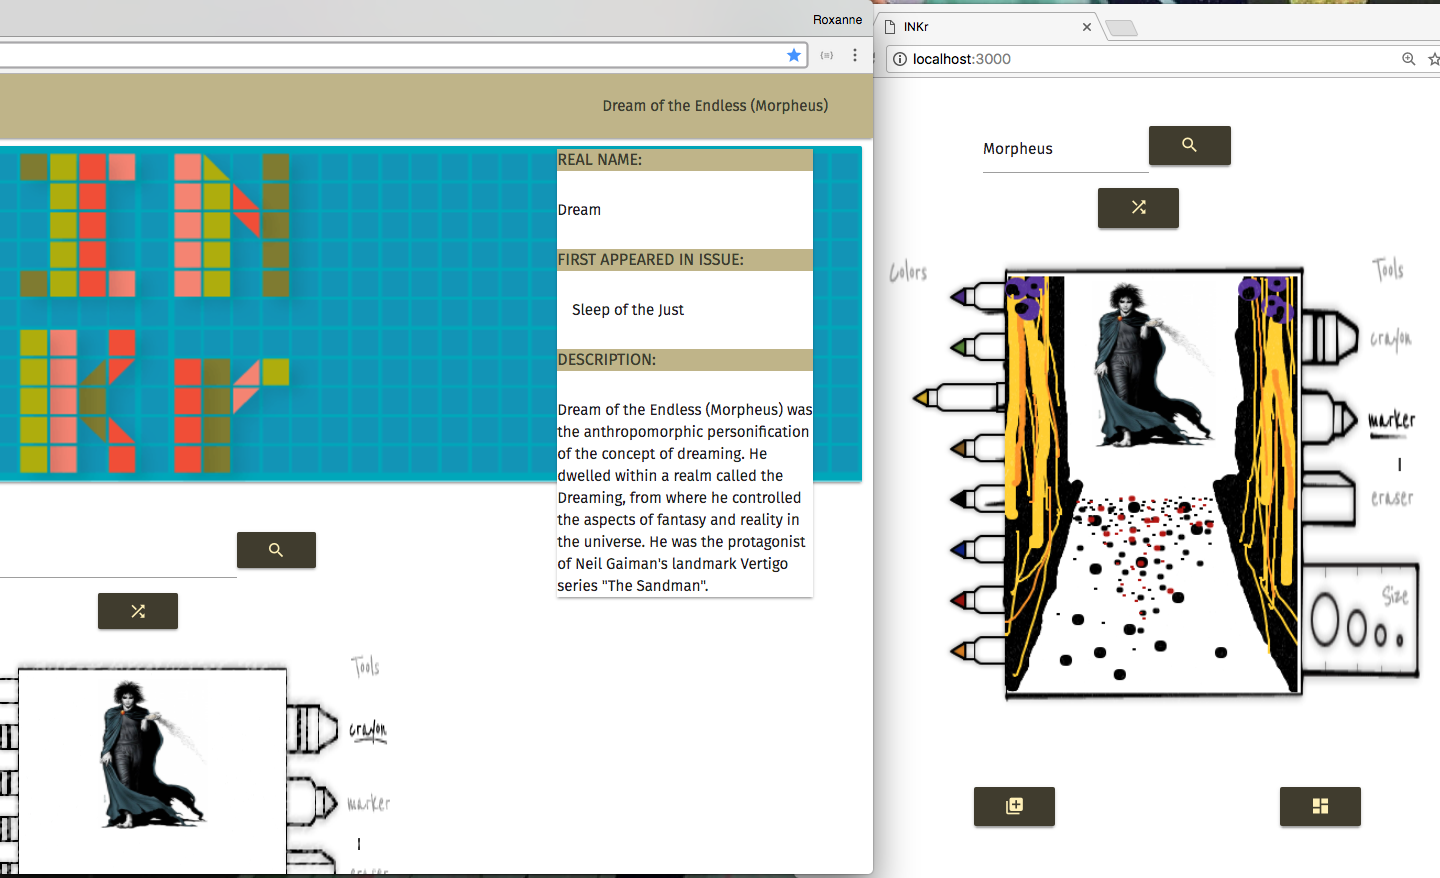 Roxanne
Dream of the Endless (Morpheus)
IN
Kr
REAL NAME:
Dream
FIRST APPEARED IN ISSUE:
Sleep of the Just
DESCRIPTION:
Dream of the Endless (Morpheus) was
the anthropomorphic personification
of the concept of dreaming. He
dwelled within a realm called the
Dreaming, from where he controlled
the aspects of fantasy and reality in
the universe. He was the protagonist
of Neil Gaiman's landmark Vertigo
series "The Sandman".
Tools
crayon
marker
eraser
INKr
localhost:3000
Morpheus
Colors
Tools
crayon
marker
eraser
Size